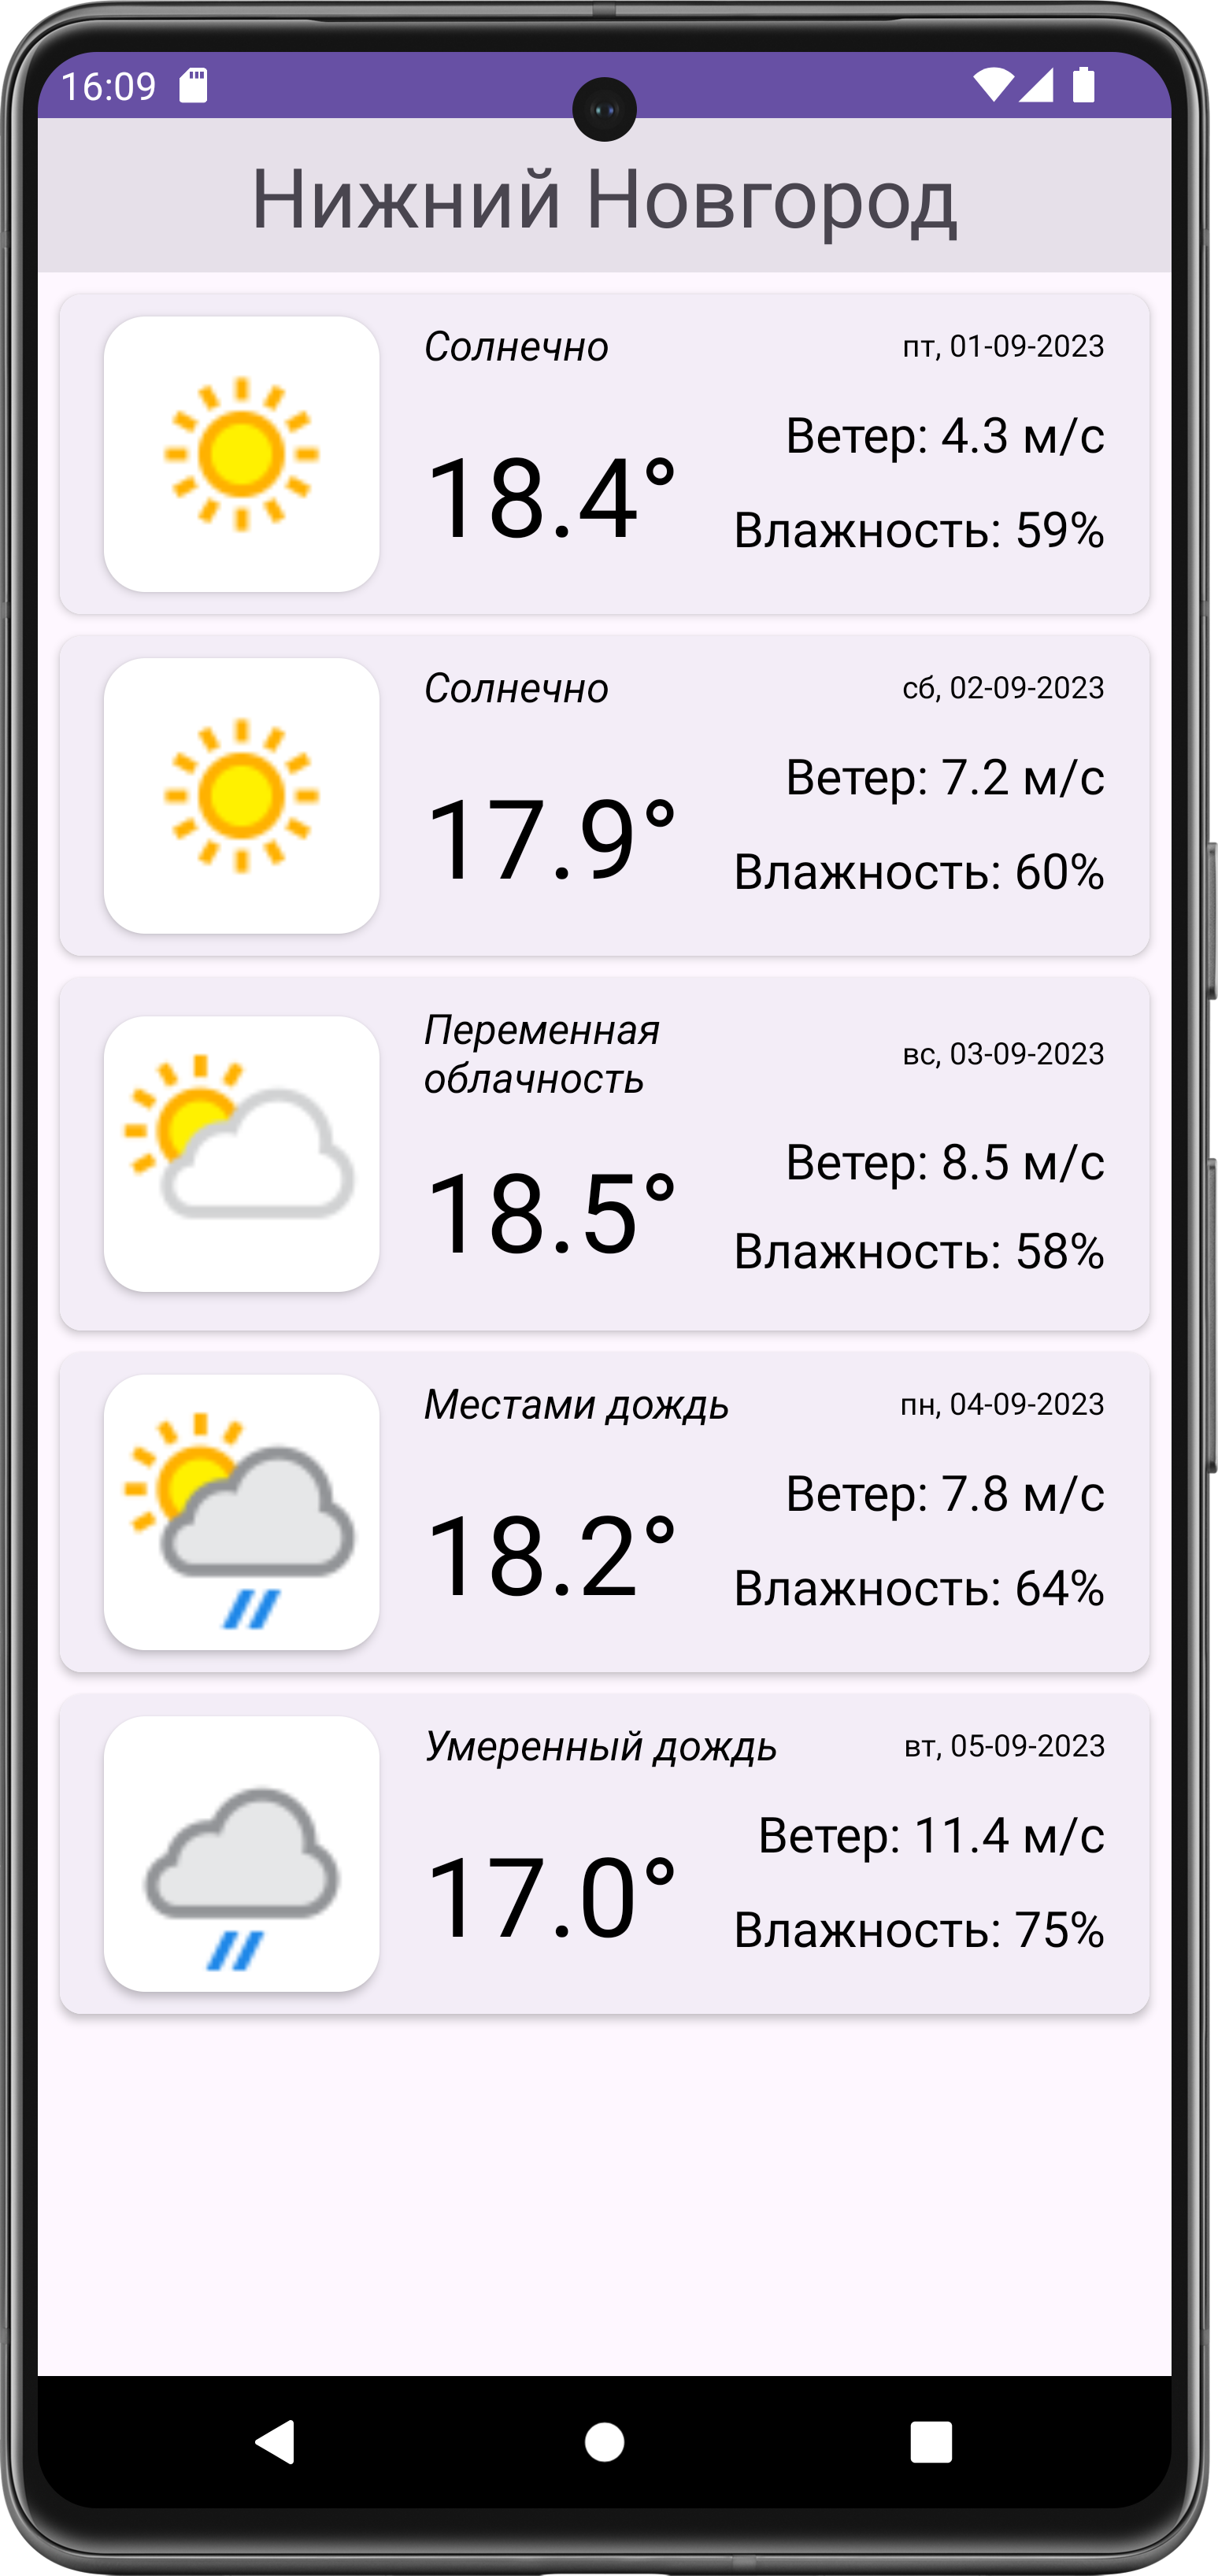 16:09
Нижний Новгород
Солнечно
пт, 01-09-2023
Ветер: 4.3 м/с
18.4°
Влажность: 59%
Солнечно
сб, 02-09-2023
Ветер: 7.2 м/с
17.9°
Влажность: 60%
Переменная
облачность
вс, 03-09-2023
Ветер: 8.5 м/с
18.5°
Влажность: 58%
Местами дождь
пн, 04-09-2023
Ветер: 7.8 м/с
18.2°
Влажность: 64%
Умеренный дождь
вт, 05-09-2023
Ветер: 11.4 м/с
17.0°
Влажность: 75%